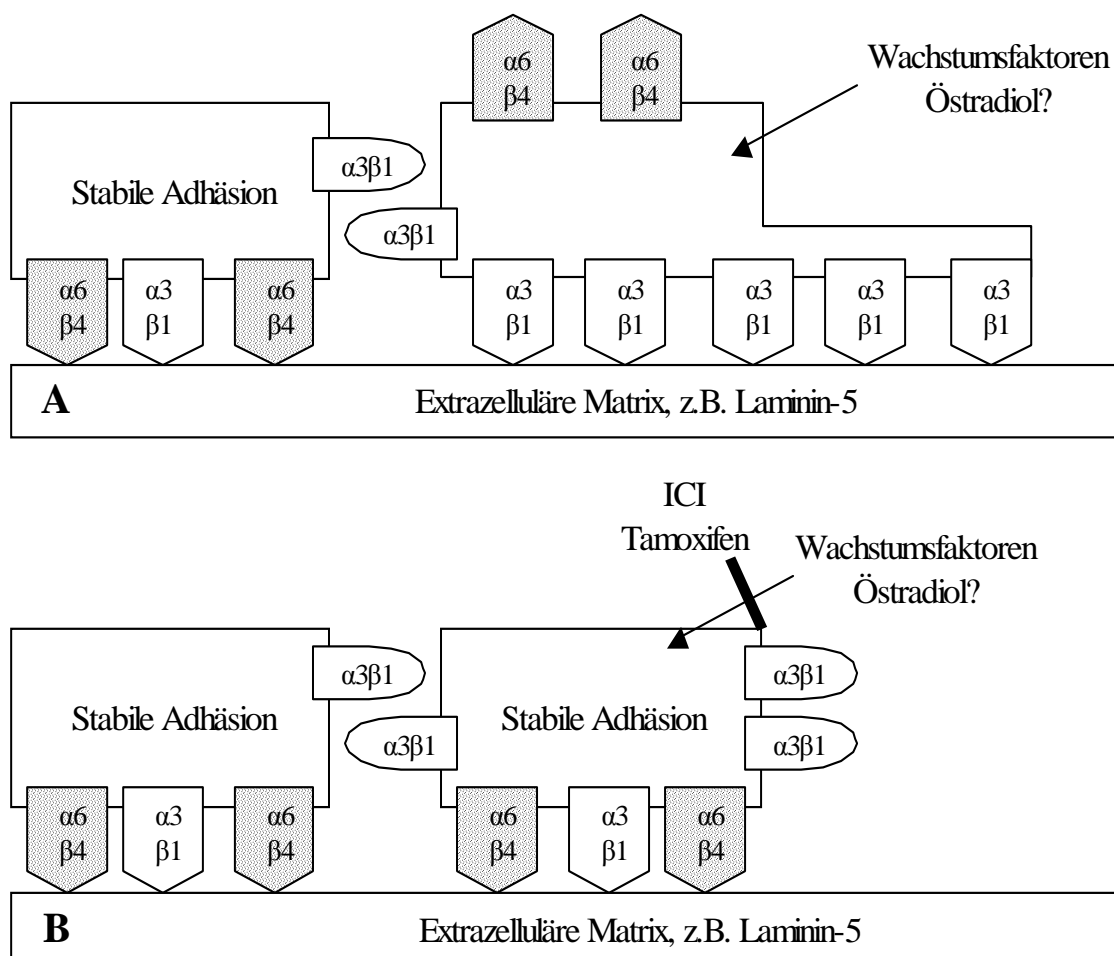 α6 α6
β4 β4
Wachstumsfaktoren
Östradiol?
α3β1
Stabile Adhäsion
α3β1
α6 α3 α6 α3 α3 α3 α3 α3
β4 β1 β4 β1 β1 β1 β1 β1
A Extrazelluläre Matrix, z.B. Laminin-5
ICI
Tamoxifen
Wachstumsfaktoren
Östradiol?
α3β1 α3β1
Stabile Adhäsion Stabile Adhäsion
α3β1 α3β1
α6 α3 α6 α6 α3 α6
β4 β1 β4 β4 β1 β4
B Extrazelluläre Matrix, z.B. Laminin-5